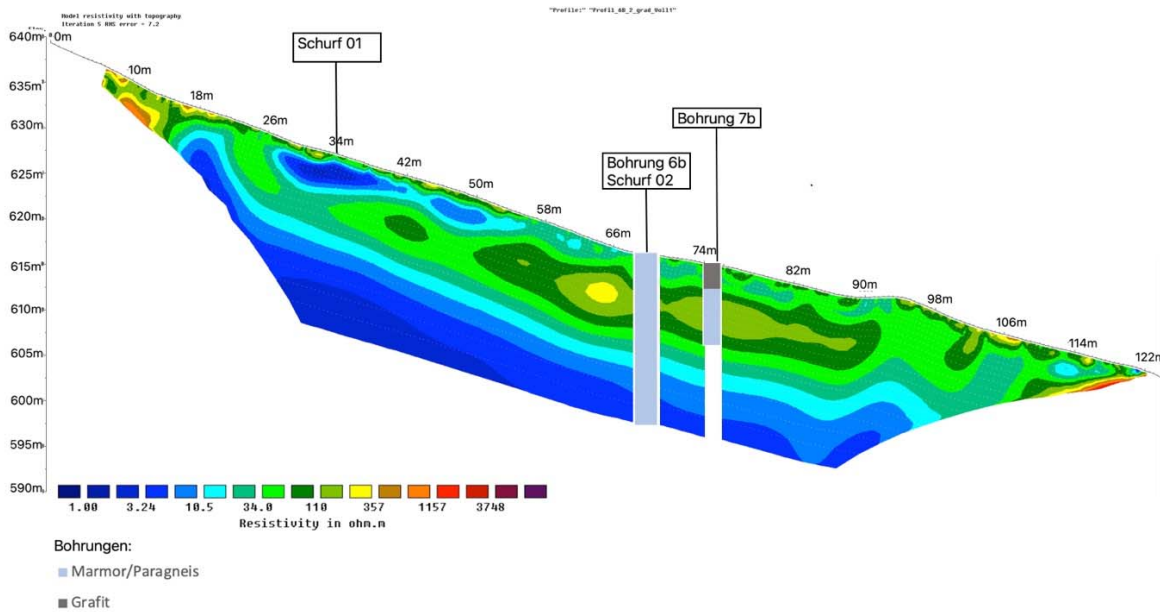 Model resistivity with topography
Iteration 5 RMS error = 7.2
"Profile:" "Profil_6B_2_grad_Roll1"
640m
0m
635m
630m
625m
620m
615m
610m
605m
600m
595m
590m
10m
18m
26m
34m
42m
50m
58m
66m
74m
82m
90m
98m
106m
114m
122m
Schurf 01
Bohrung 6b
Schurf 02
Bohrung 7b
1.00 3.24 10.5 34.0 110 357 1157 3748
Resistivity in ohm.m
Bohrungen:
Marmor/Paragneis
Grafit